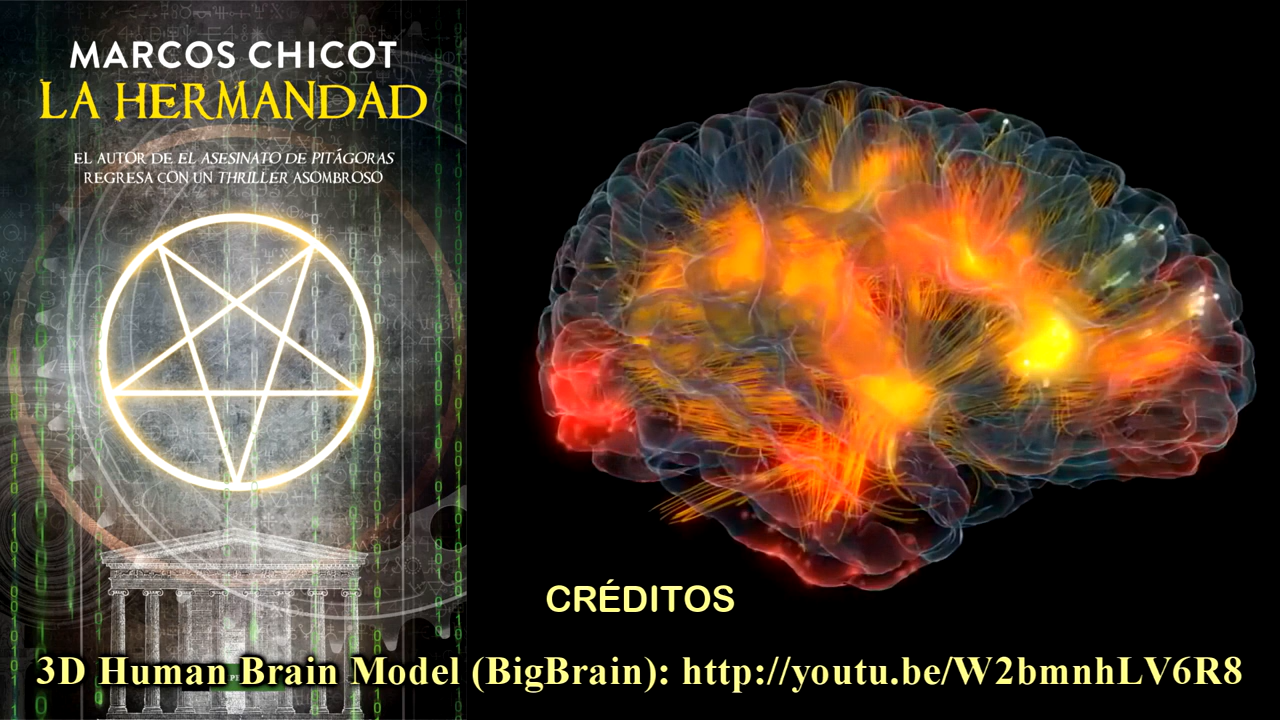 MARCOS CHICOT
LA HERMANDAD
EL AUTOR DE EL ASESINATO DE PITÁGORAS
REGRESA CON UN THRILLER ASOMBROSO
CRÉDITOS
3D Human Brain Model (BigBrain): http://youtu.be/W2bmnhLV6R8